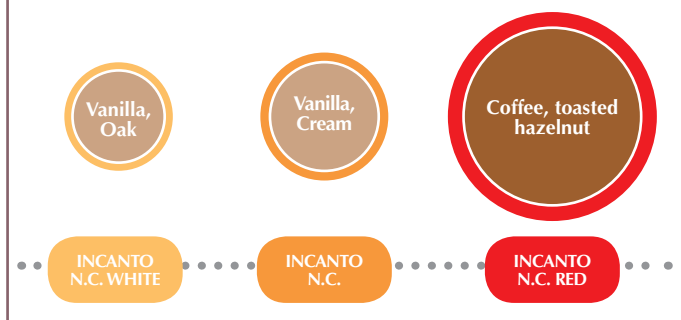 Vanilla,
Oak
Vanilla,
Cream
Coffee, toasted
hazelnut
INCANTO
N.C. WHITE
INCANTO
N.C.
INCANTO
N.C. RED